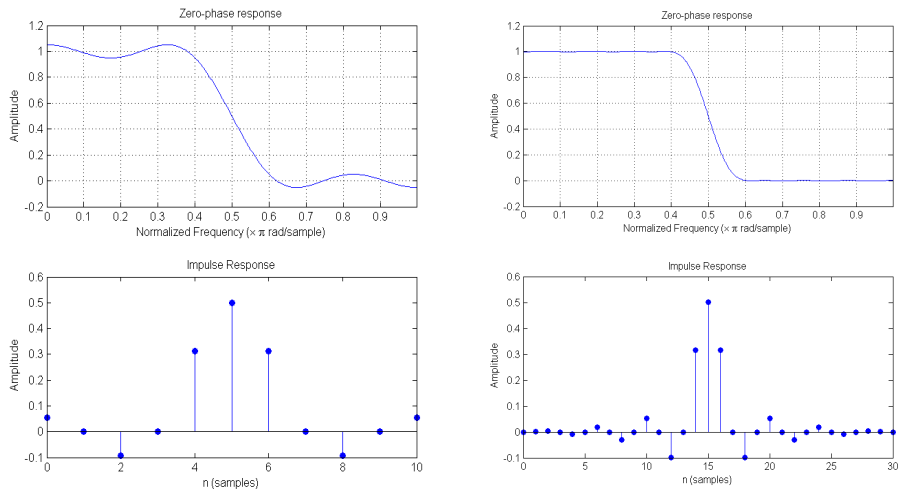 Zero-phase response
1.2
1
0.8
0.6
0.4
0.2
0
-0.2
Amplitude
0 0.1 0.2 0.3 0.4 0.5 0.6 0.7 0.8 0.9
Normalized Frequency (× π rad/sample)
Zero-phase response
1.2
1
0.8
0.6
0.4
0.2
0
-0.2
Amplitude
0 0.1 0.2 0.3 0.4 0.5 0.6 0.7 0.8 0.9
Normalized Frequency (× π rad/sample)
Impulse Response
0.6
0.5
0.4
0.3
0.2
0.1
0
-0.1
Amplitude
0 2 4 6 8 10
n (samples)
Impulse Response
0.6
0.5
0.4
0.3
0.2
0.1
0
-0.1
Amplitude
0 5 10 15 20 25 30
n (samples)